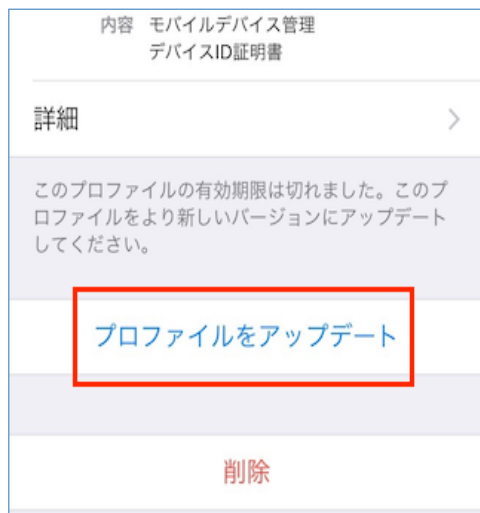 内容 モバイルデバイス管理
デバイスID証明書
詳細
このプロファイルの有効期限は切れました。このプ
ロファイルをより新しいバージョンにアップデート
してください。
プロファイルをアップデート
削除